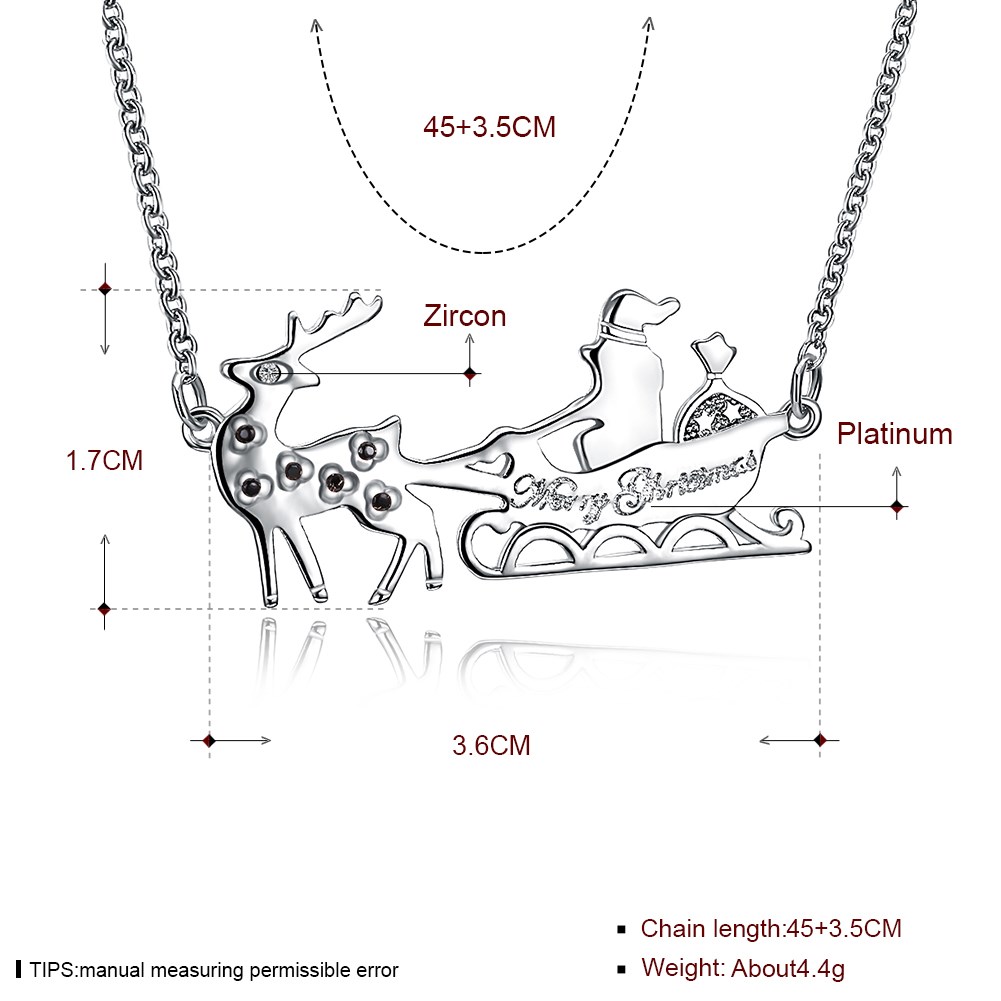 45+3.5CM
Zircon
Platinum
1.7CM
Merry Christmas
3.6CM
Chain length:45+3.5CM
Weight: About4.4g
TIPS:manual measuring permissible error